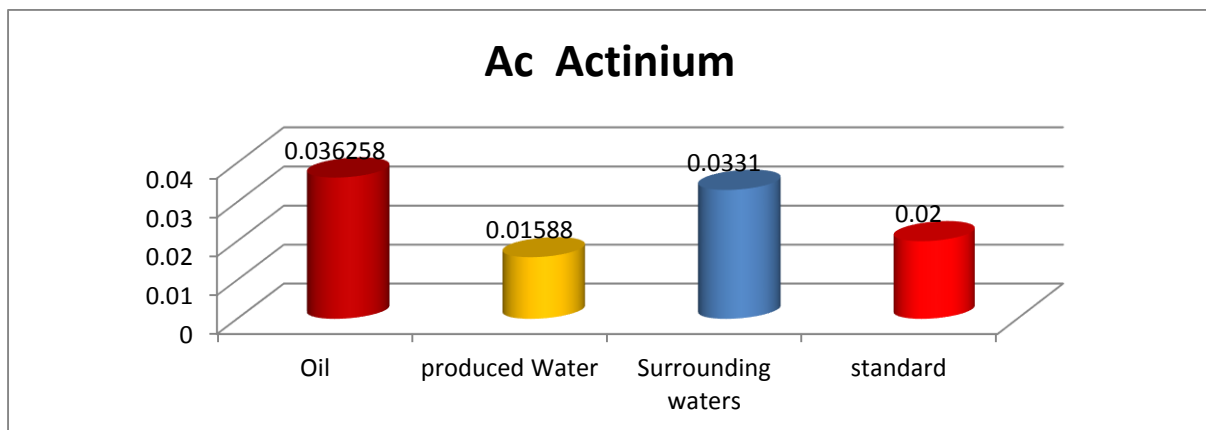 Ac Actinium
0.036258
0.01588
0.0331
0.02
0.04
0.03
0.02
0.01
0
Oil
produced Water
Surrounding
waters
standard